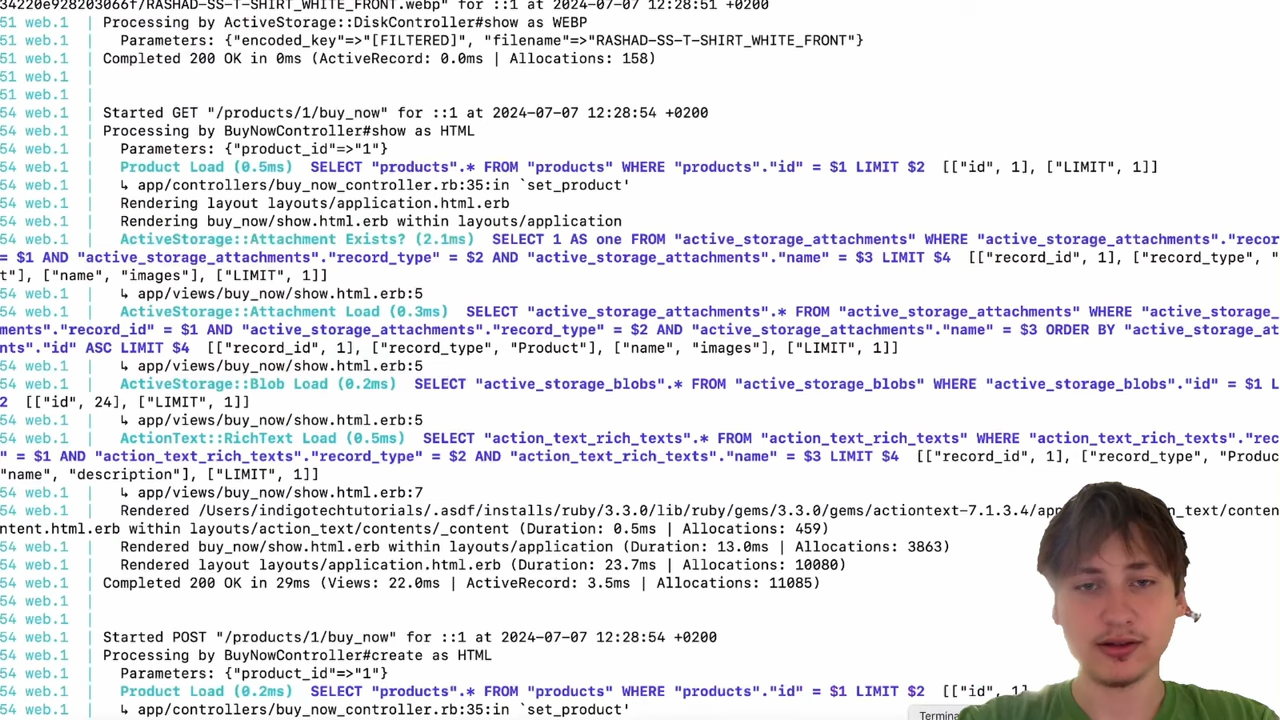 34220e928203066f/RASHAD-SS-T-SHIRT_WHITE_FRONT.webp" for ::1 at 2024-07-07 12:28:51 +0200
51 web.1  |   Processing by ActiveStorage::DiskController#show as WEBP
51 web.1  |     Parameters: {"encoded_key"=>"[FILTERED]", "filename"=>"RASHAD-SS-T-SHIRT_WHITE_FRONT"}
51 web.1  |   Completed 200 OK in 0ms (ActiveRecord: 0.0ms | Allocations: 158)
51 web.1  |
51 web.1  |
54 web.1  |   Started GET "/products/1/buy_now" for ::1 at 2024-07-07 12:28:54 +0200
54 web.1  |   Processing by BuyNowController#show as HTML
54 web.1  |     Parameters: {"product_id"=>"1"}
54 web.1  |     Product Load (0.5ms)  SELECT "products".* FROM "products" WHERE "products"."id" = $1 LIMIT $2  [["id", 1], ["LIMIT", 1]]
54 web.1  |     ↳ app/controllers/buy_now_controller.rb:35:in `set_product'
54 web.1  |     Rendering layout layouts/application.html.erb
54 web.1  |     Rendering buy_now/show.html.erb within layouts/application
54 web.1  |     ActiveStorage::Attachment Exists? (2.1ms)  SELECT 1 AS one FROM "active_storage_attachments" WHERE "active_storage_attachments"."recor
= $1 AND "active_storage_attachments"."record_type" = $2 AND "active_storage_attachments"."name" = $3 LIMIT $4  [["record_id", 1], ["record_type", "
t"], ["name", "images"], ["LIMIT", 1]]
54 web.1  |     ↳ app/views/buy_now/show.html.erb:5
54 web.1  |     ActiveStorage::Attachment Load (0.3ms)  SELECT "active_storage_attachments".* FROM "active_storage_attachments" WHERE "active_storage_
ments"."record_id" = $1 AND "active_storage_attachments"."record_type" = $2 AND "active_storage_attachments"."name" = $3 ORDER BY "active_storage_at
nts"."id" ASC LIMIT $4  [["record_id", 1], ["record_type", "Product"], ["name", "images"], ["LIMIT", 1]]
54 web.1  |     ↳ app/views/buy_now/show.html.erb:5
54 web.1  |     ActiveStorage::Blob Load (0.2ms)  SELECT "active_storage_blobs".* FROM "active_storage_blobs" WHERE "active_storage_blobs"."id" = $1 L
2  [["id", 24], ["LIMIT", 1]]
54 web.1  |     ↳ app/views/buy_now/show.html.erb:5
54 web.1  |     ActionText::RichText Load (0.5ms)  SELECT "action_text_rich_texts".* FROM "action_text_rich_texts" WHERE "action_text_rich_texts"."rec
" = $1 AND "action_text_rich_texts"."record_type" = $2 AND "action_text_rich_texts"."name" = $3 LIMIT $4  [["record_id", 1], ["record_type", "Produc
"name", "description"], ["LIMIT", 1]]
54 web.1  |     ↳ app/views/buy_now/show.html.erb:7
54 web.1  |     Rendered /Users/indigotechtutorials/.asdf/installs/ruby/3.3.0/lib/ruby/gems/3.3.0/gems/actiontext-7.1.3.4/app
ntent.html.erb within layouts/action_text/contents/_content (Duration: 0.5ms | Allocations: 459)
54 web.1  |     Rendered buy_now/show.html.erb within layouts/application (Duration: 13.0ms | Allocations: 3863)
54 web.1  |     Rendered layout layouts/application.html.erb (Duration: 23.7ms | Allocations: 10080)
54 web.1  |   Completed 200 OK in 29ms (Views: 22.0ms | ActiveRecord: 3.5ms | Allocations: 11085)
54 web.1  |
54 web.1  |
54 web.1  |   Started POST "/products/1/buy_now" for ::1 at 2024-07-07 12:28:54 +0200
54 web.1  |   Processing by BuyNowController#create as HTML
54 web.1  |     Parameters: {"product_id"=>"1"}
54 web.1  |     Product Load (0.2ms)  SELECT "products".* FROM "products" WHERE "products"."id" = $1 LIMIT $2  [["id", 1]
54 web.1  |     ↳ app/controllers/buy_now_controller.rb:35:in `set_product'